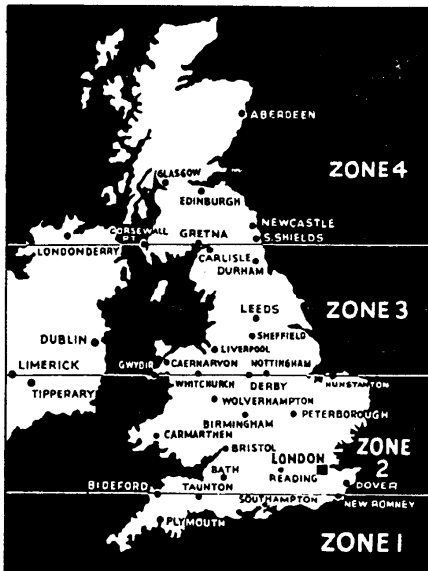 ABERDEEN
ZONE 4
GLASGOW
EDINBURGH
NEWCASTLE
CORSEWALL PT. GRETNA S.SHIELDS
LONDONDERRY
CARLISLE
DURHAM
LEEDS ZONE 3
SHEFFIELD
DUBLIN LIVERPOOL
LIMERICK GWYDIR CAERNARVON NOTTINGHAM
TIPPERARY WHITCHURCH DERBY HUNSTANTON
WOLVERHAMPTON
BIRMINGHAM PETERBOROUGH
CARMARTHEN
BRISTOL ZONE
2
BATH LONDON
READING
BIDEFORD TAUNTON DOVER
SOUTHAMPTON NEW ROMNEY
PLYMOUTH
ZONE 1